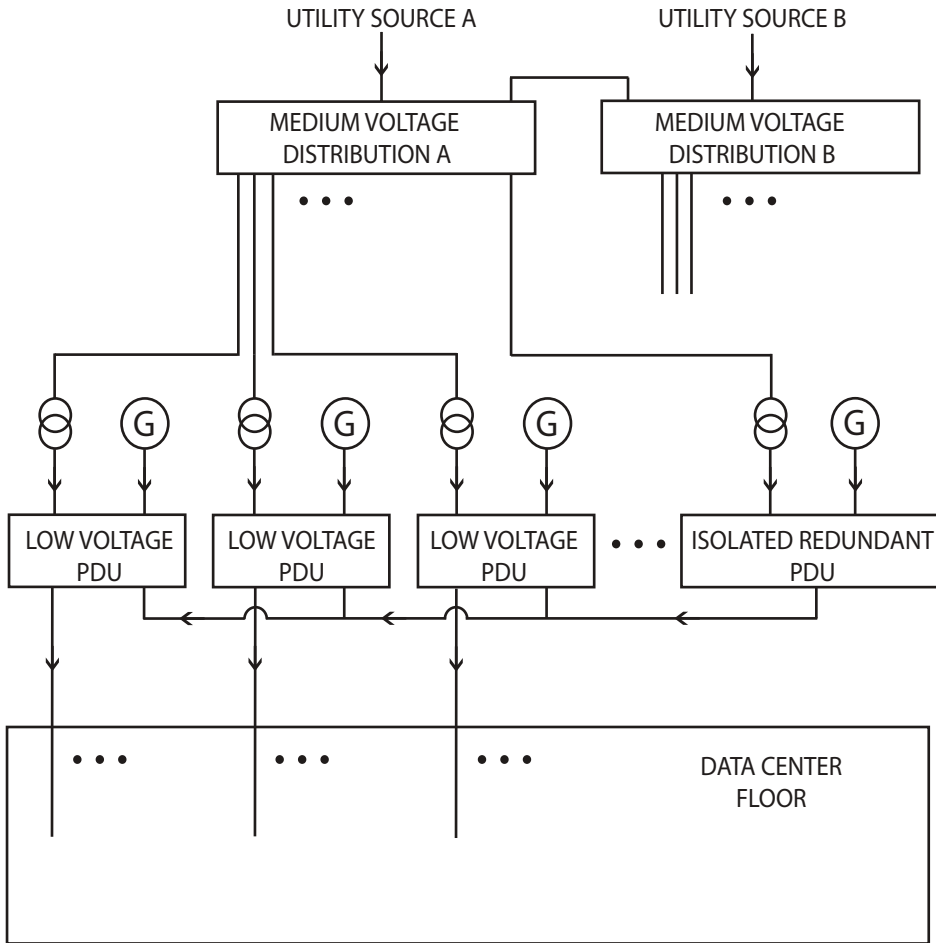 UTILITY SOURCE A
UTILITY SOURCE B
MEDIUM VOLTAGE
DISTRIBUTION A
MEDIUM VOLTAGE
DISTRIBUTION B
G
G
G
G
LOW VOLTAGE
PDU
LOW VOLTAGE
PDU
LOW VOLTAGE
PDU
ISOLATED REDUNDANT
PDU
DATA CENTER
FLOOR